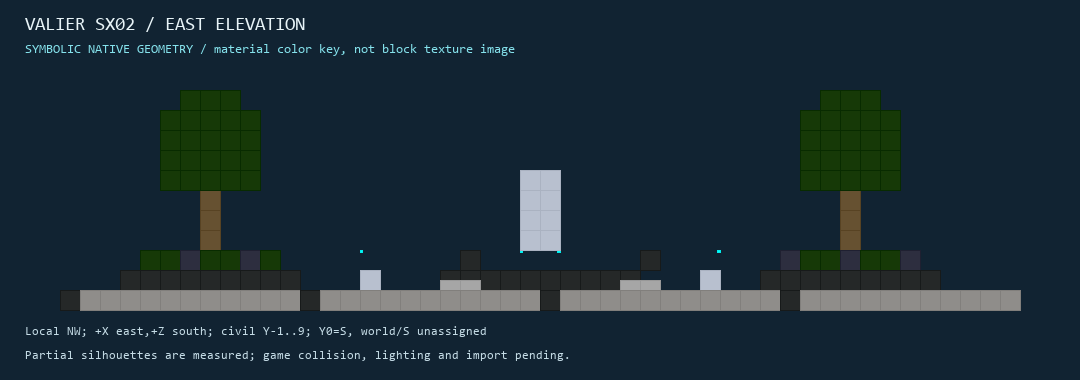 VALIER SX02 / EAST ELEVATION
SYMBOLIC NATIVE GEOMETRY / material color key, not block texture image
Local NW; +X east,+Z south; civil Y-1..9; Y0=S, world/S unassigned
Partial silhouettes are measured; game collision, lighting and import pending.